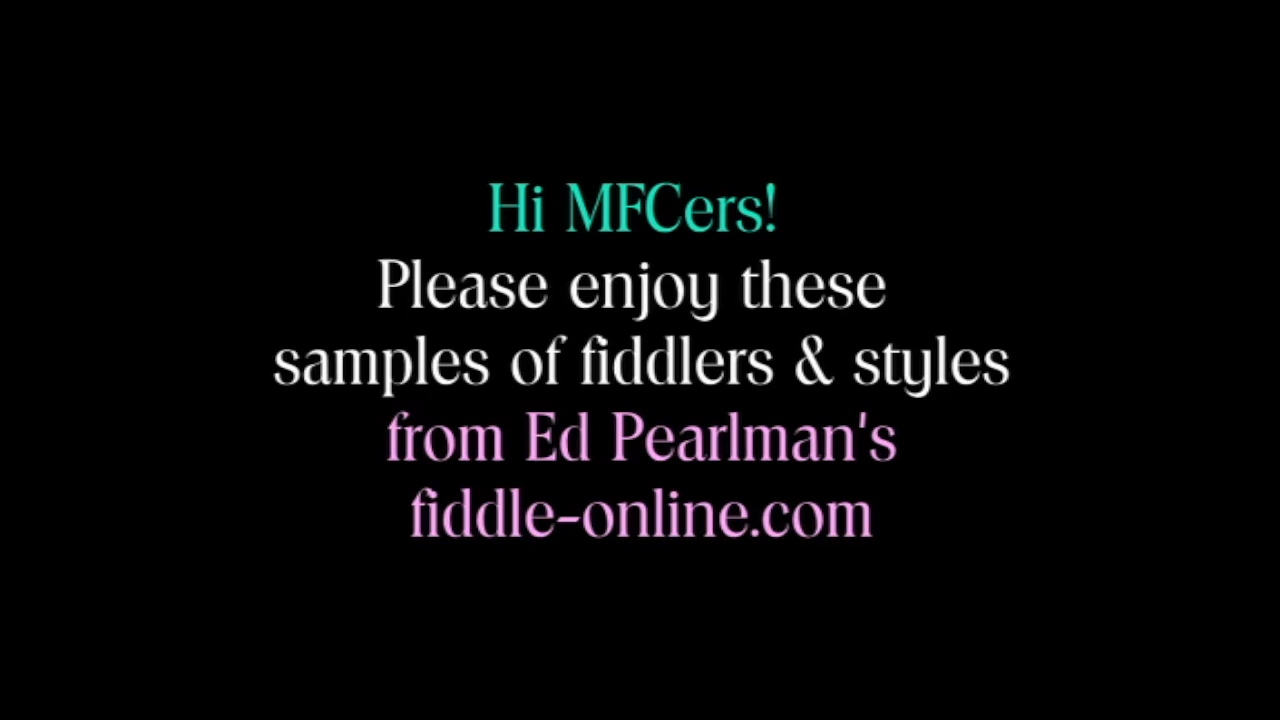 Hi MFCers!
Please enjoy these
samples of fiddlers & styles
from Ed Pearlman's
fiddle-online.com